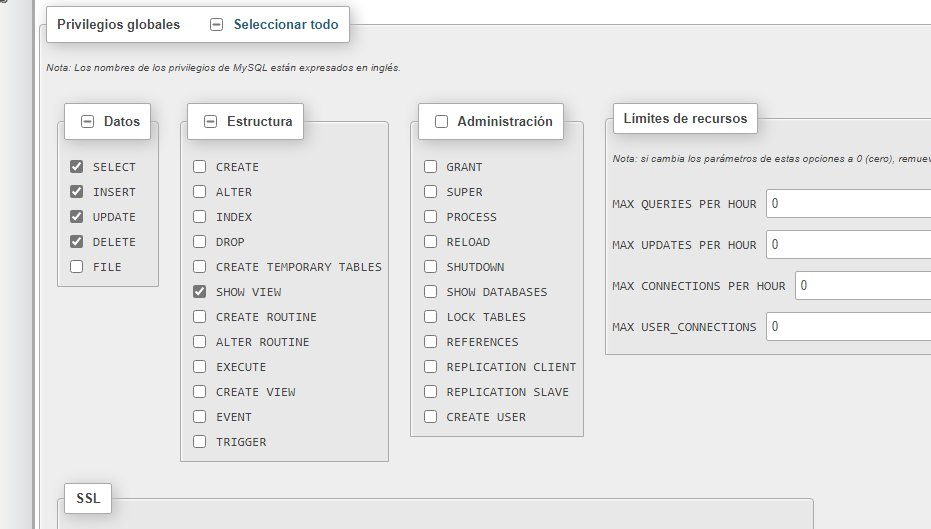 Privilegios globales Seleccionar todo
Nota: Los nombres de los privilegios de MySQL están expresados en inglés.
Datos
SELECT
INSERT
UPDATE
DELETE
FILE
Estructura
CREATE
ALTER
INDEX
DROP
CREATE TEMPORARY TABLES
SHOW VIEW
CREATE ROUTINE
ALTER ROUTINE
EXECUTE
CREATE VIEW
EVENT
TRIGGER
Administración
GRANT
SUPER
PROCESS
RELOAD
SHUTDOWN
SHOW DATABASES
LOCK TABLES
REFERENCES
REPLICATION CLIENT
REPLICATION SLAVE
CREATE USER
Límites de recursos
Nota: si cambia los parámetros de estas opciones a 0 (cero), remuev
MAX QUERIES PER HOUR 0
MAX UPDATES PER HOUR 0
MAX CONNECTIONS PER HOUR 0
MAX USER_CONNECTIONS 0
SSL